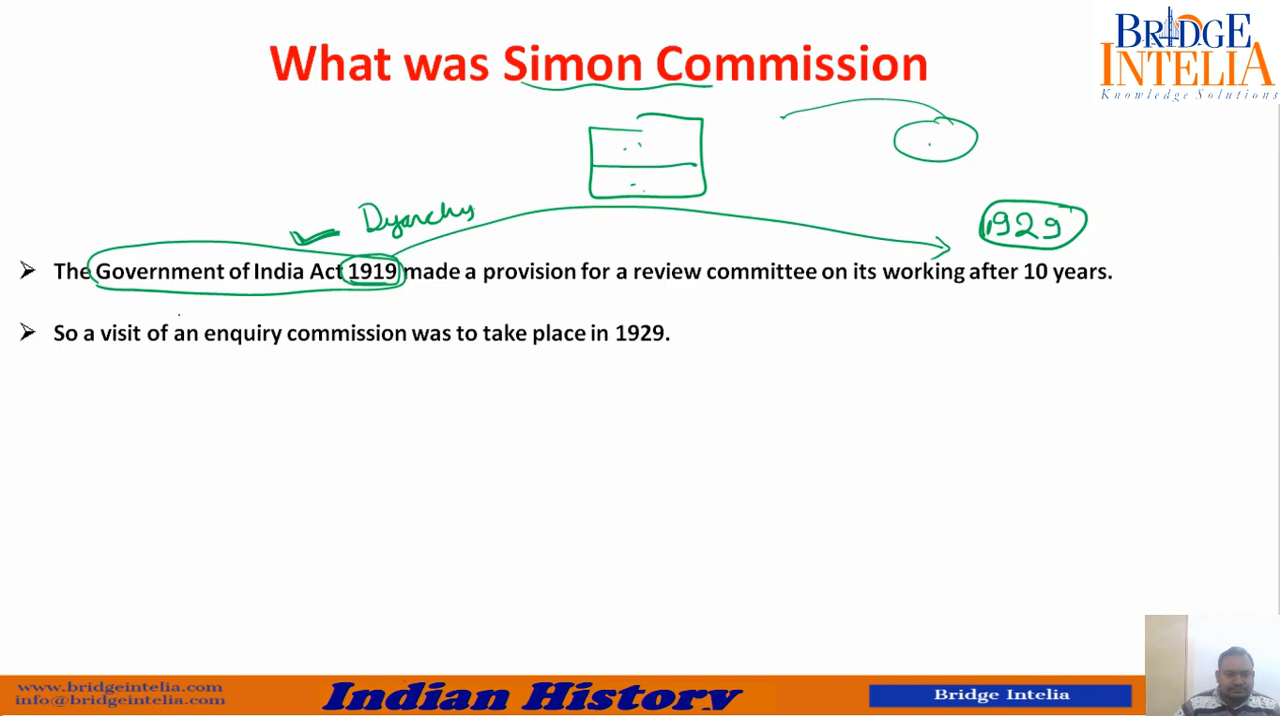 What was Simon Commission
BRIDGE
INTELIA
Knowledge Solutions
1929
Dyarchy
➢ The Government of India Act 1919 made a provision for a review committee on its working after 10 years.
➢ So a visit of an enquiry commission was to take place in 1929.
www.bridgeintelia.com
info@bridgeintelia.com
Indian History
Bridge Intelia